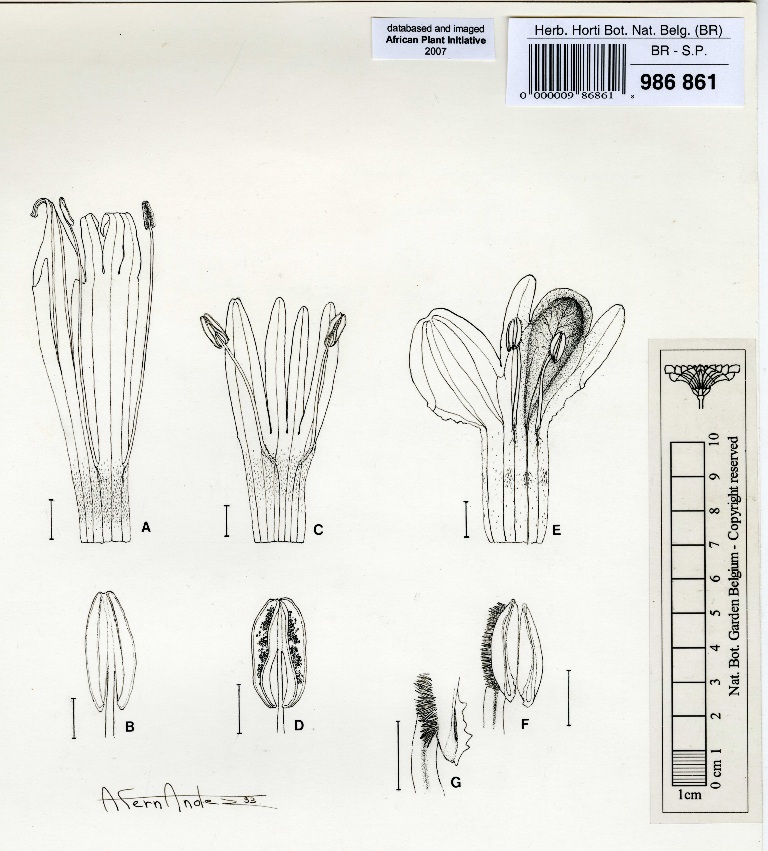 databased and imaged
African Plant Initiative
2007
Herb. Horti Bot. Nat. Belg. (BR)
BR - S.P.
986 861
0 000009 86861 8
A
C
E
B
D
F
G
10
9
8
7
6
5
4
3
2
1
0 cm
1cm
Nat. Bot. Garden Belgium - Copyright reserved